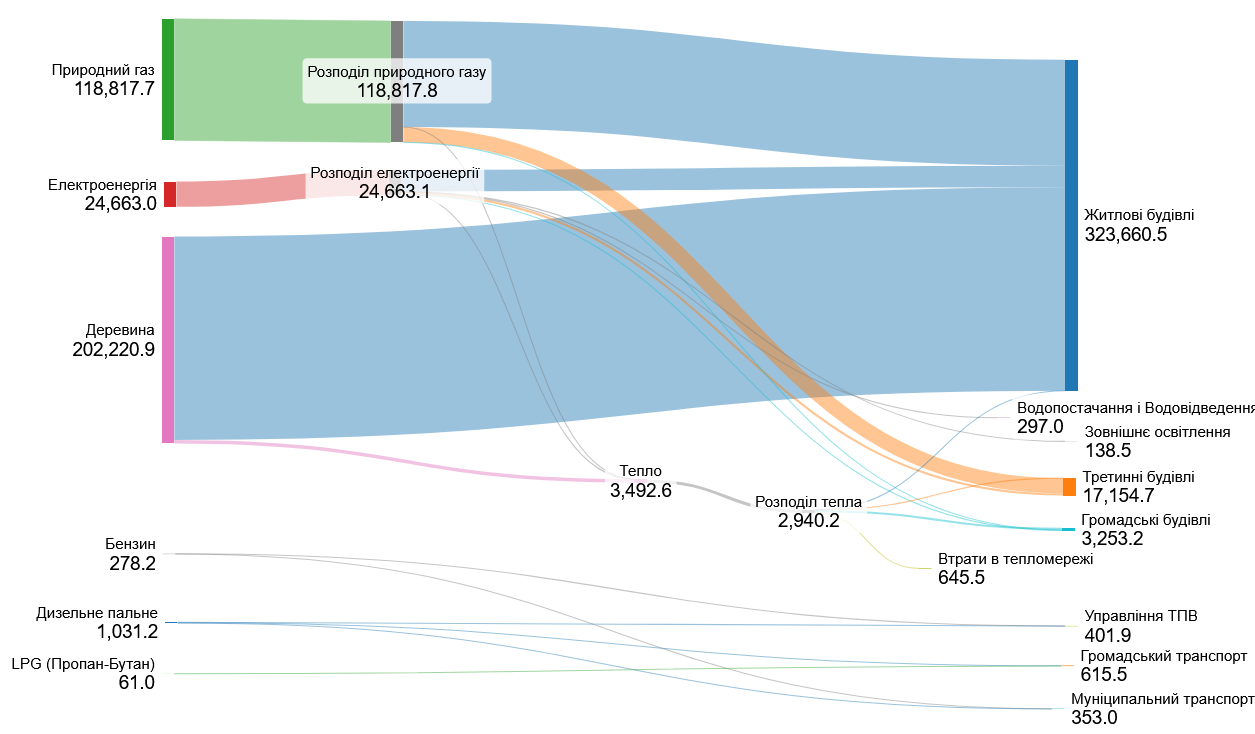 Природний газ
118,817.7
Розподіл природного газу
118,817.8
Електроенергія
24,663.0
Розподіл електроенергії
24,663.1
Деревина
202,220.9
Житлові будівлі
323,660.5
Водопостачання і Водовідведення
297.0
Зовнішнє освітлення
138.5
Тепло
3,492.6
Розподіл тепла
2,940.2
Третинні будівлі
17,154.7
Громадські будівлі
3,253.2
Втрати в тепломережі
645.5
Бензин
278.2
Дизельне пальне
1,031.2
LPG (Пропан-Бутан)
61.0
Управління ТПВ
401.9
Громадський транспорт
615.5
Муніципальний транспорт
353.0